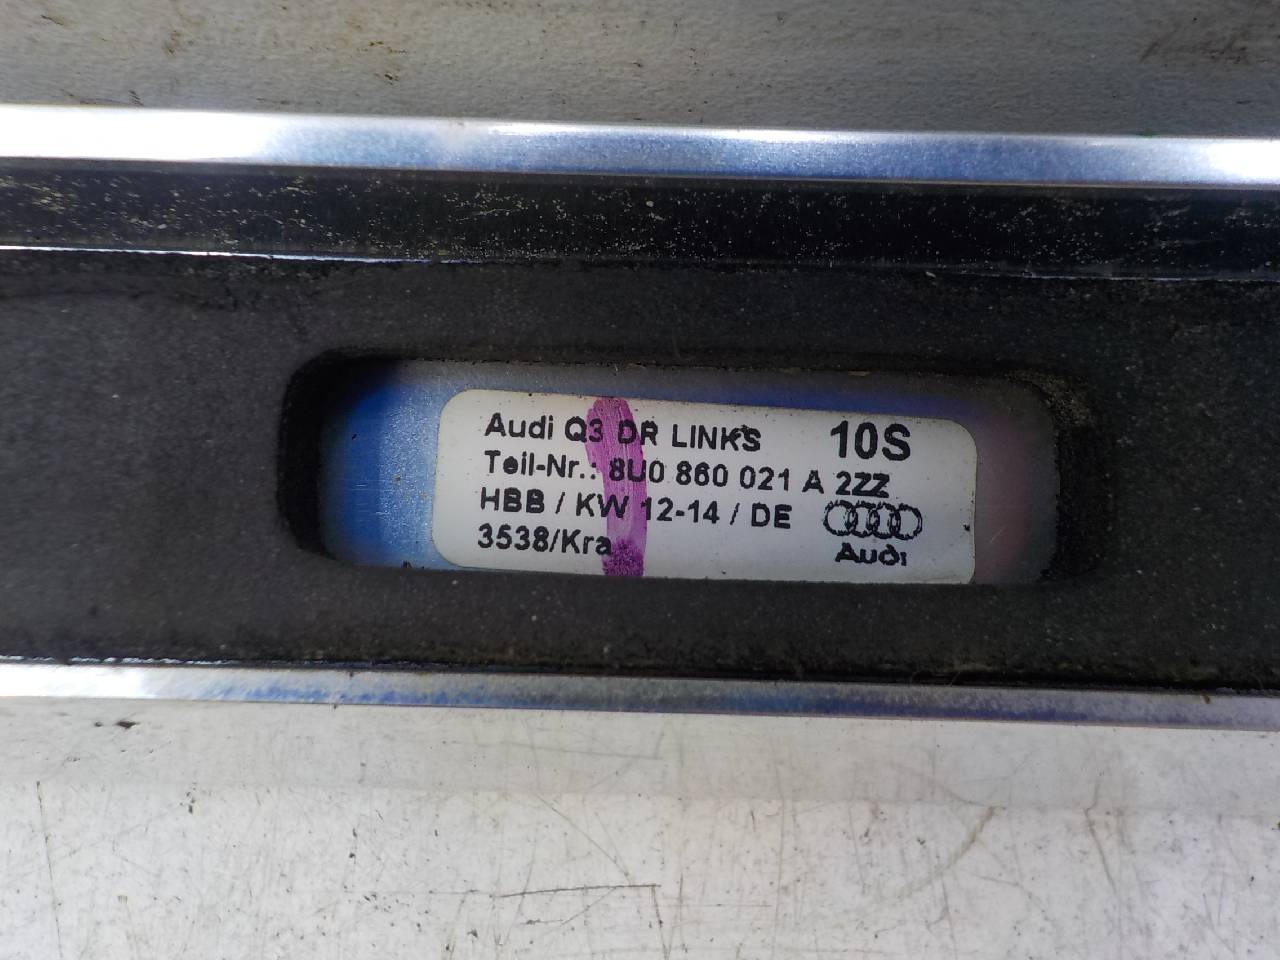 Audi Q3 DR LINKS 10S
Teil-Nr.: 8U0 860 021 A 2ZZ
HBB / KW 12-14 / DE
3538/Kra
Audi